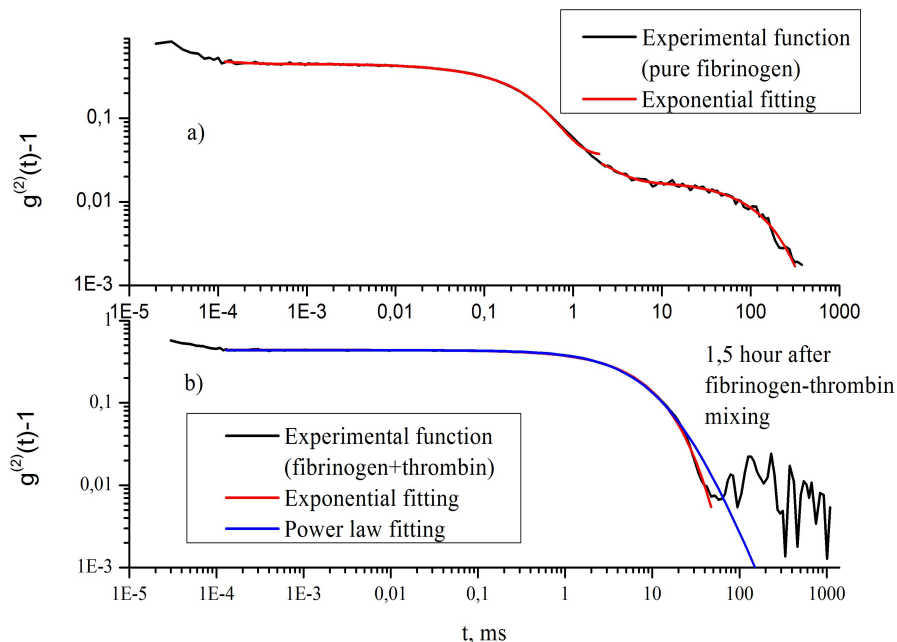 Experimental function
(pure fibrinogen)
Exponential fitting
a)
g(2)(t)-1
0,1
0,01
1E-3
1E-5 1E-4 1E-3 0,01 0,1 1 10 100 1000
1
b)
1,5 hour after
fibrinogen-thrombin
mixing
g(2)(t)-1
0,1
0,01
1E-3
Experimental function
(fibrinogen+thrombin)
Exponential fitting
Power law fitting
1E-5 1E-4 1E-3 0,01 0,1 1 10 100 1000
t, ms